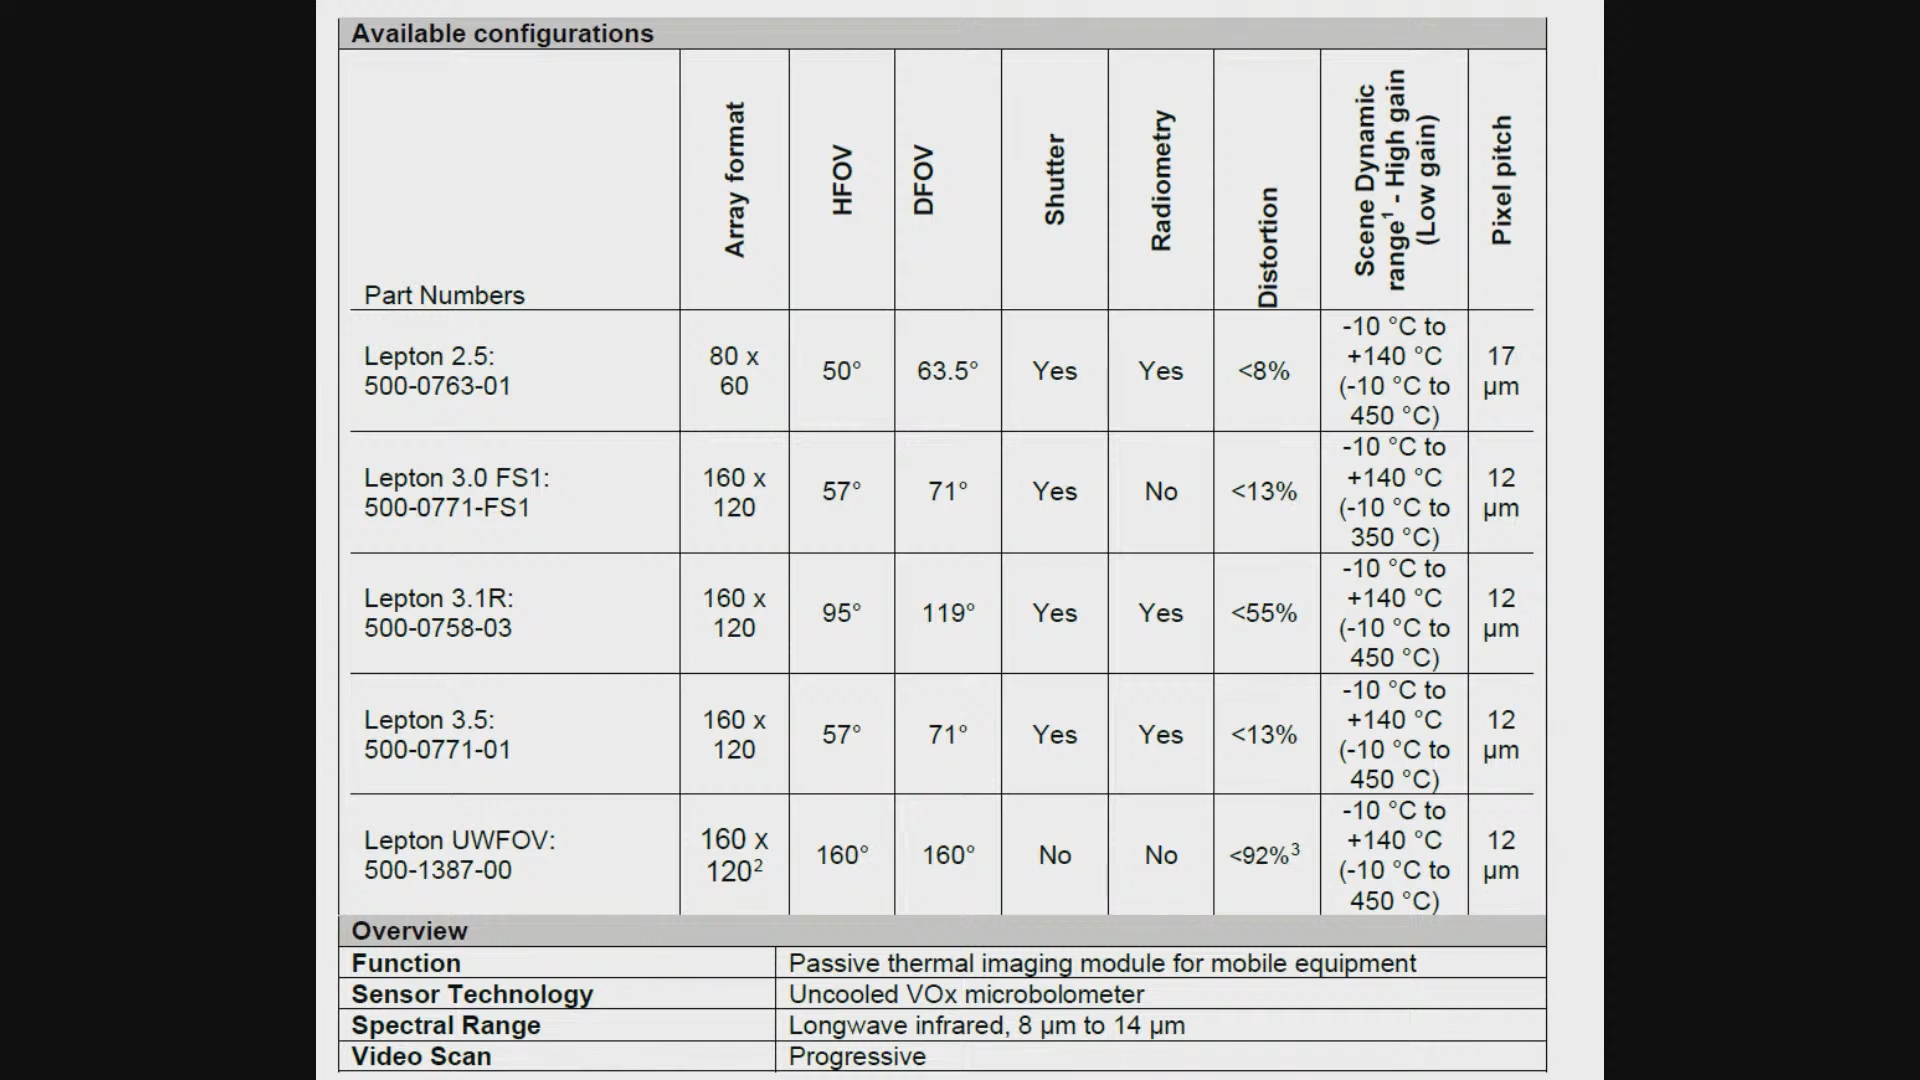 Available configurations
Part Numbers
Array format
HFOV
DFOV
Shutter
Radiometry
Distortion
Scene Dynamic
range¹ - High gain
(Low gain)
Pixel pitch
Lepton 2.5:
500-0763-01
80 x
60
50°
63.5°
Yes
Yes
<8%
-10 °C to
+140 °C
(-10 °C to
450 °C)
17
µm
Lepton 3.0 FS1:
500-0771-FS1
160 x
120
57°
71°
Yes
No
<13%
-10 °C to
+140 °C
(-10 °C to
350 °C)
12
µm
Lepton 3.1R:
500-0758-03
160 x
120
95°
119°
Yes
Yes
<55%
-10 °C to
+140 °C
(-10 °C to
450 °C)
12
µm
Lepton 3.5:
500-0771-01
160 x
120
57°
71°
Yes
Yes
<13%
-10 °C to
+140 °C
(-10 °C to
450 °C)
12
µm
Lepton UWFOV:
500-1387-00
160 x
120²
160°
160°
No
No
<92%³
-10 °C to
+140 °C
(-10 °C to
450 °C)
12
µm
Overview
Function Passive thermal imaging module for mobile equipment
Sensor Technology Uncooled VOx microbolometer
Spectral Range Longwave infrared, 8 µm to 14 µm
Video Scan Progressive